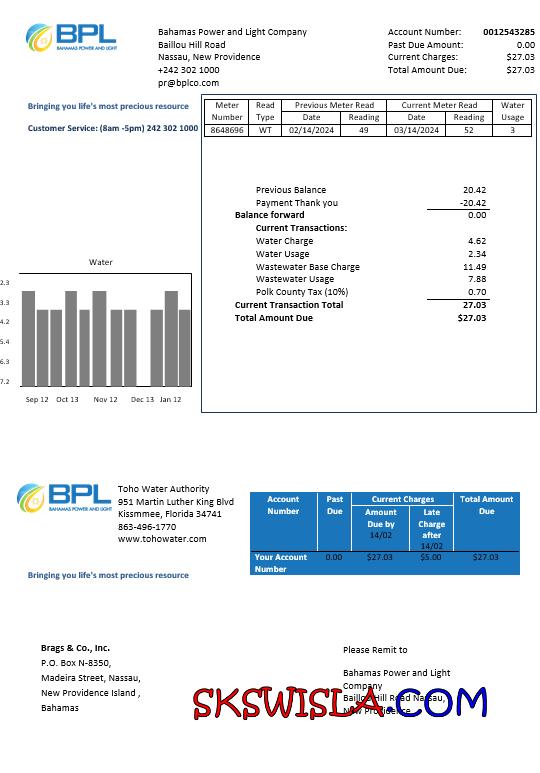 BPL
BAHAMAS POWER AND LIGHT
Bahamas Power and Light Company
Baillou Hill Road
Nassau, New Providence
+242 302 1000
pr@bplco.com
Account Number: 0012543285
Past Due Amount: 0.00
Current Charges: $27.03
Total Amount Due: $27.03
Bringing you life's most precious resource
Customer Service: (8am -5pm) 242 302 1000
Meter Number Read Type Previous Meter Read Current Meter Read Water Usage
Date Reading Date Reading
8648696 WT 02/14/2024 49 03/14/2024 52 3
Previous Balance 20.42
Payment Thank you -20.42
Balance forward 0.00
Current Transactions:
Water Charge 4.62
Water Usage 2.34
Wastewater Base Charge 11.49
Wastewater Usage 7.88
Polk County Tax (10%) 0.70
Current Transaction Total 27.03
Total Amount Due $27.03
Water
2.3
3.3
4.2
5.4
6.3
7.2
Sep 12 Oct 13 Nov 12 Dec 13 Jan 12
BPL
BAHAMAS POWER AND LIGHT
Toho Water Authority
951 Martin Luther King Blvd
Kissmmee, Florida 34741
863-496-1770
www.tohowater.com
Bringing you life's most precious resource
Account Number Past Due Current Charges Total Amount Due
Amount Due by 14/02 Late Charge after 14/02
Your Account Number 0.00 $27.03 $5.00 $27.03
Brags & Co., Inc.
P.O. Box N-8350,
Madeira Street, Nassau,
New Providence Island ,
Bahamas
Please Remit to
Bahamas Power and Light
Company
Baillou Hill Road Nassau,
New Providence
SKSWISLA.COM